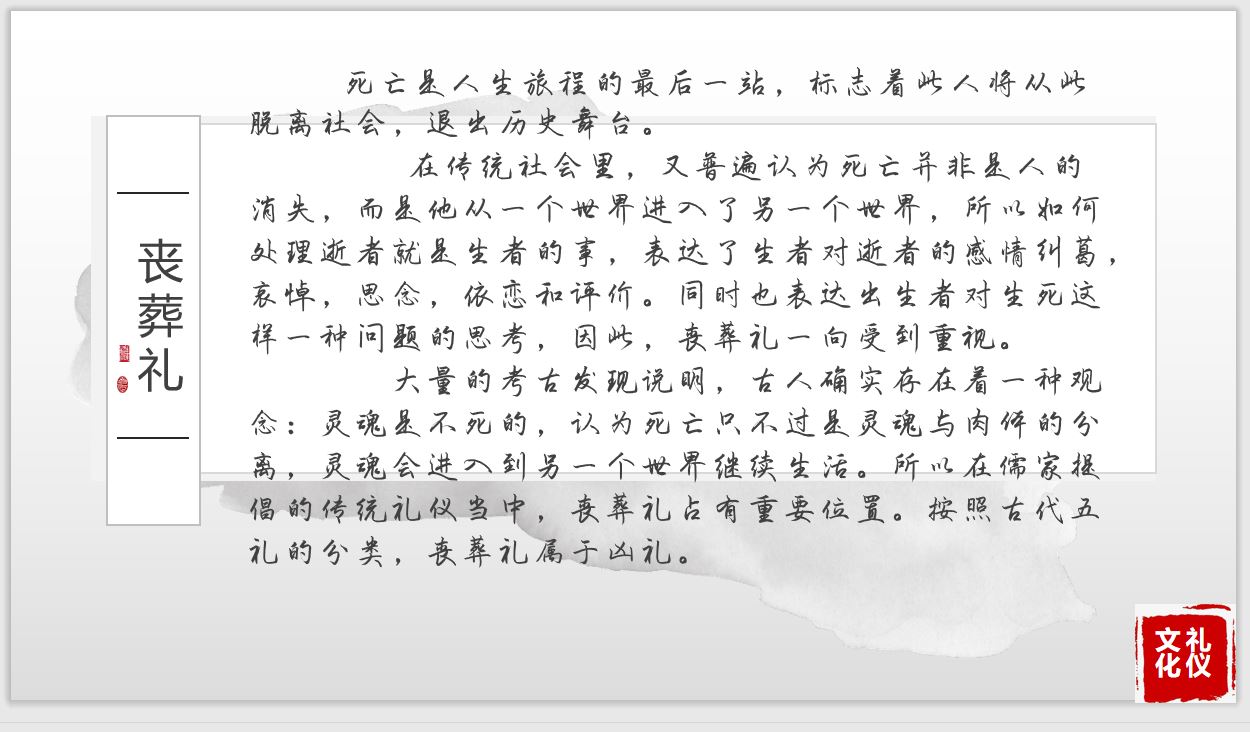 丧葬礼
死亡是人生旅程的最后一站，标志着此人将从此
脱离社会，退出历史舞台。
在传统社会里，又普遍认为死亡并非是人的
消失，而是他从一个世界进入了另一个世界，所以如何
处理逝者就是生者的事，表达了生者对逝者的感情纠葛，
哀悼，思念，依恋和评价。同时也表达出生者对生死这
样一种问题的思考，因此，丧葬礼一向受到重视。
大量的考古发现说明，古人确实存在着一种观
念：灵魂是不死的，认为死亡只不过是灵魂与肉体的分
离，灵魂会进入到另一个世界继续生活。所以在儒家提
倡的传统礼仪当中，丧葬礼占有重要位置。按照古代五
礼的分类，丧葬礼属于凶礼。
礼仪
文化